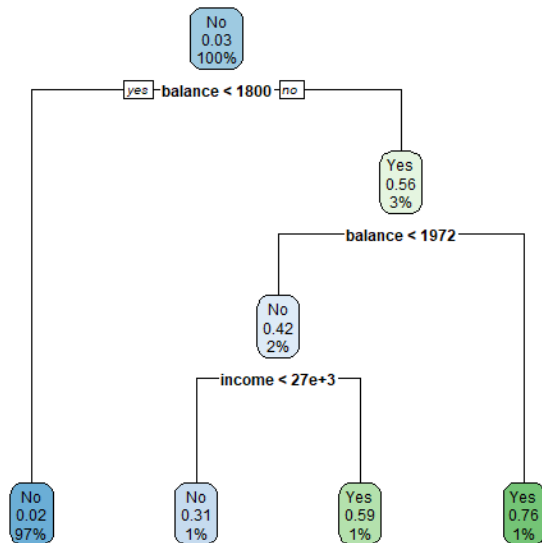 No
0.03
100%
yes balance < 1800 no
Yes
0.56
3%
balance < 1972
No
0.42
2%
income < 27e+3
No
0.02
97%
No
0.31
1%
Yes
0.59
1%
Yes
0.76
1%